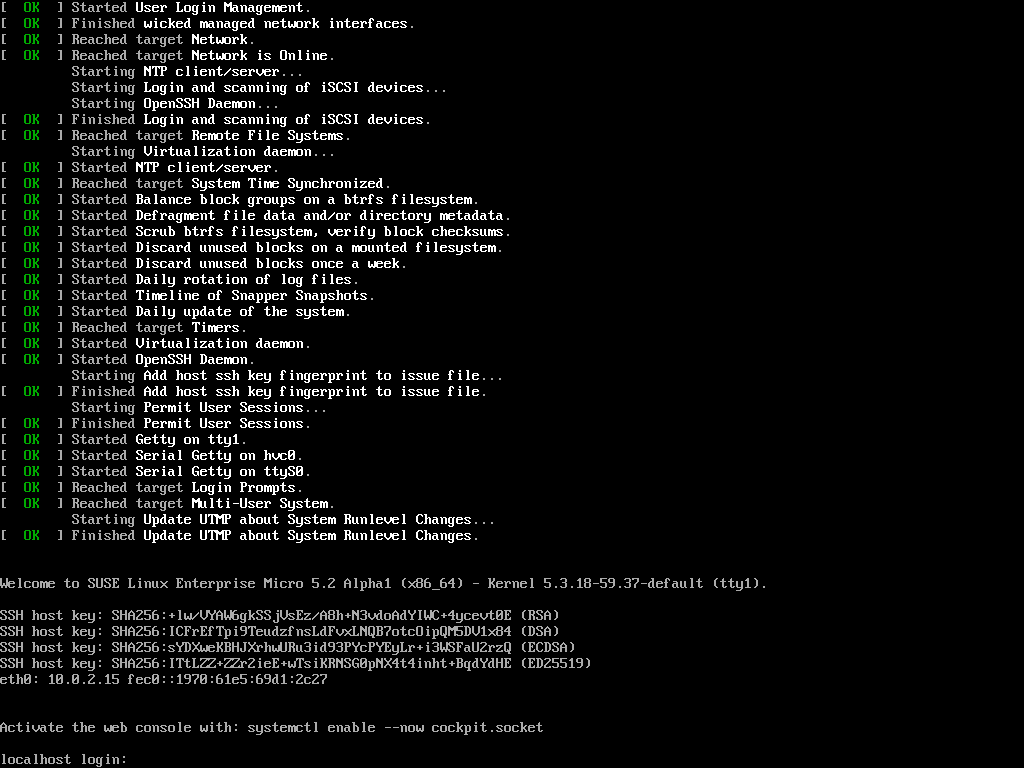 [  OK  ] Started User Login Management.
[  OK  ] Finished wicked managed network interfaces.
[  OK  ] Reached target Network.
[  OK  ] Reached target Network is Online.
         Starting NTP client/server...
         Starting Login and scanning of iSCSI devices...
         Starting OpenSSH Daemon...
[  OK  ] Finished Login and scanning of iSCSI devices.
[  OK  ] Reached target Remote File Systems.
         Starting Virtualization daemon...
[  OK  ] Started NTP client/server.
[  OK  ] Reached target System Time Synchronized.
[  OK  ] Started Balance block groups on a btrfs filesystem.
[  OK  ] Started Defragment file data and/or directory metadata.
[  OK  ] Started Scrub btrfs filesystem, verify block checksums.
[  OK  ] Started Discard unused blocks on a mounted filesystem.
[  OK  ] Started Discard unused blocks once a week.
[  OK  ] Started Daily rotation of log files.
[  OK  ] Started Timeline of Snapper Snapshots.
[  OK  ] Started Daily update of the system.
[  OK  ] Reached target Timers.
[  OK  ] Started Virtualization daemon.
[  OK  ] Started OpenSSH Daemon.
         Starting Add host ssh key fingerprint to issue file...
[  OK  ] Finished Add host ssh key fingerprint to issue file.
         Starting Permit User Sessions...
[  OK  ] Finished Permit User Sessions.
[  OK  ] Started Getty on tty1.
[  OK  ] Started Serial Getty on hvc0.
[  OK  ] Started Serial Getty on ttyS0.
[  OK  ] Reached target Login Prompts.
[  OK  ] Reached target Multi-User System.
         Starting Update UTMP about System Runlevel Changes...
[  OK  ] Finished Update UTMP about System Runlevel Changes.
Welcome to SUSE Linux Enterprise Micro 5.2 Alpha1 (x86_64) - Kernel 5.3.18-59.37-default (tty1).
SSH host key: SHA256:+lw/VYAW6gkSSjVsEz/A8h+N3vdoAdYIWC+4ycevt0E (RSA)
SSH host key: SHA256:ICFrEfTpi9TeudzfnsLdFvxLNQB7otcOipQM5DV1x84 (DSA)
SSH host key: SHA256:sYDXweKBHJXrhwURu3id93PYcPYEyLr+i3WSFaU2rzQ (ECDSA)
SSH host key: SHA256:ITtLZZ+ZZr2ieE+wTsiKRNSG0pNX4t4inht+BqdYdHE (ED25519)
eth0: 10.0.2.15 fec0::1970:61e5:69d1:2c27
Activate the web console with: systemctl enable --now cockpit.socket
localhost login: